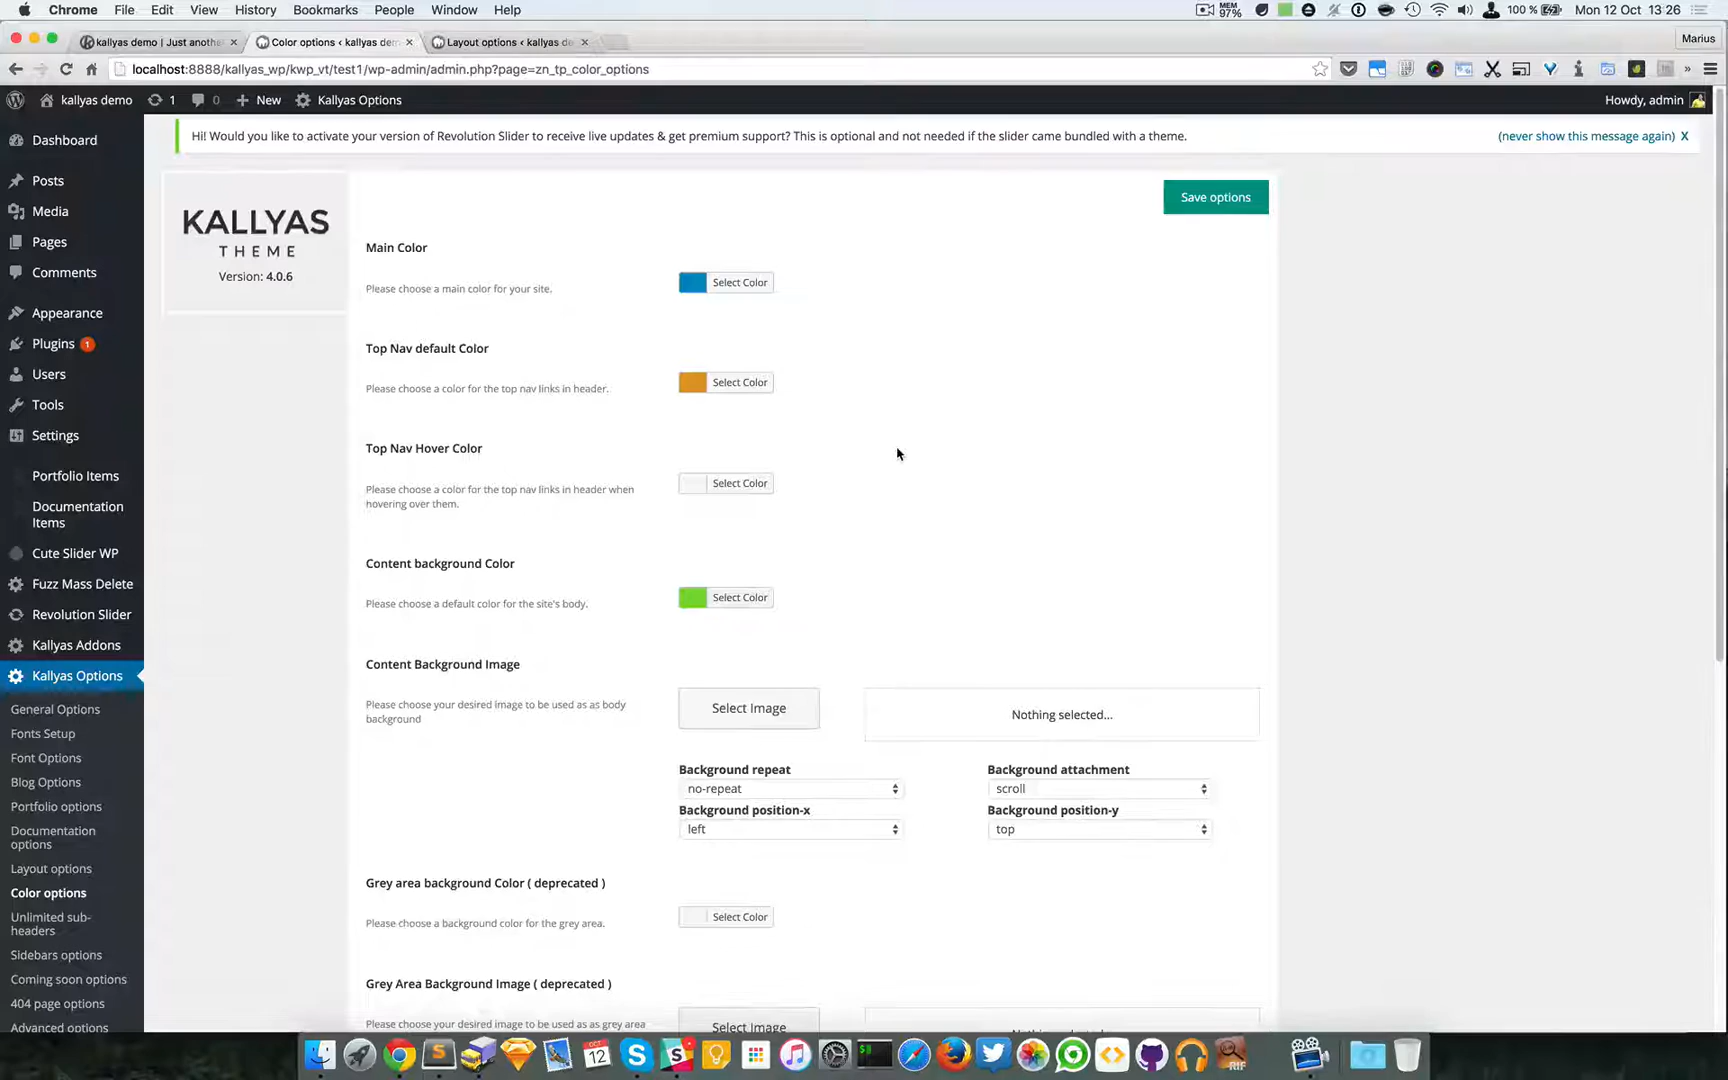 Chrome File Edit View History Bookmarks People Window Help MEM 97% 100 % Mon 12 Oct 13:26
kallyas demo | Just anoth Color options < kallyas dem Layout options < kallyas de Marius
localhost:8888/kallyas_wp/kwp_vt/test1/wp-admin/admin.php?page=zn_tp_color_options
kallyas demo 1 0 New Kallyas Options Howdy, admin
Hi! Would you like to activate your version of Revolution Slider to receive live updates & get premium support? This is optional and not needed if the slider came bundled with a theme. (never show this message again) X
Dashboard
Posts
Media
Pages
Comments
Appearance
Plugins 1
Users
Tools
Settings
Portfolio Items
Documentation
Items
Cute Slider WP
Fuzz Mass Delete
Revolution Slider
Kallyas Addons
Kallyas Options
General Options
Fonts Setup
Font Options
Blog Options
Portfolio options
Documentation
options
Layout options
Color options
Unlimited sub-
headers
Sidebars options
Coming soon options
404 page options
Advanced options
KALLYAS
THEME
Version: 4.0.6
Save options
Main Color
Please choose a main color for your site.
Select Color
Top Nav default Color
Please choose a color for the top nav links in header.
Select Color
Top Nav Hover Color
Please choose a color for the top nav links in header when
hovering over them.
Select Color
Content background Color
Please choose a default color for the site's body.
Select Color
Content Background Image
Please choose your desired image to be used as as body
background
Select Image
Nothing selected...
Background repeat Background attachment
no-repeat scroll
Background position-x Background position-y
left top
Grey area background Color ( deprecated )
Please choose a background color for the grey area.
Select Color
Grey Area Background Image ( deprecated )
Please choose your desired image to be used as as grey area
Select Image
OCT
12